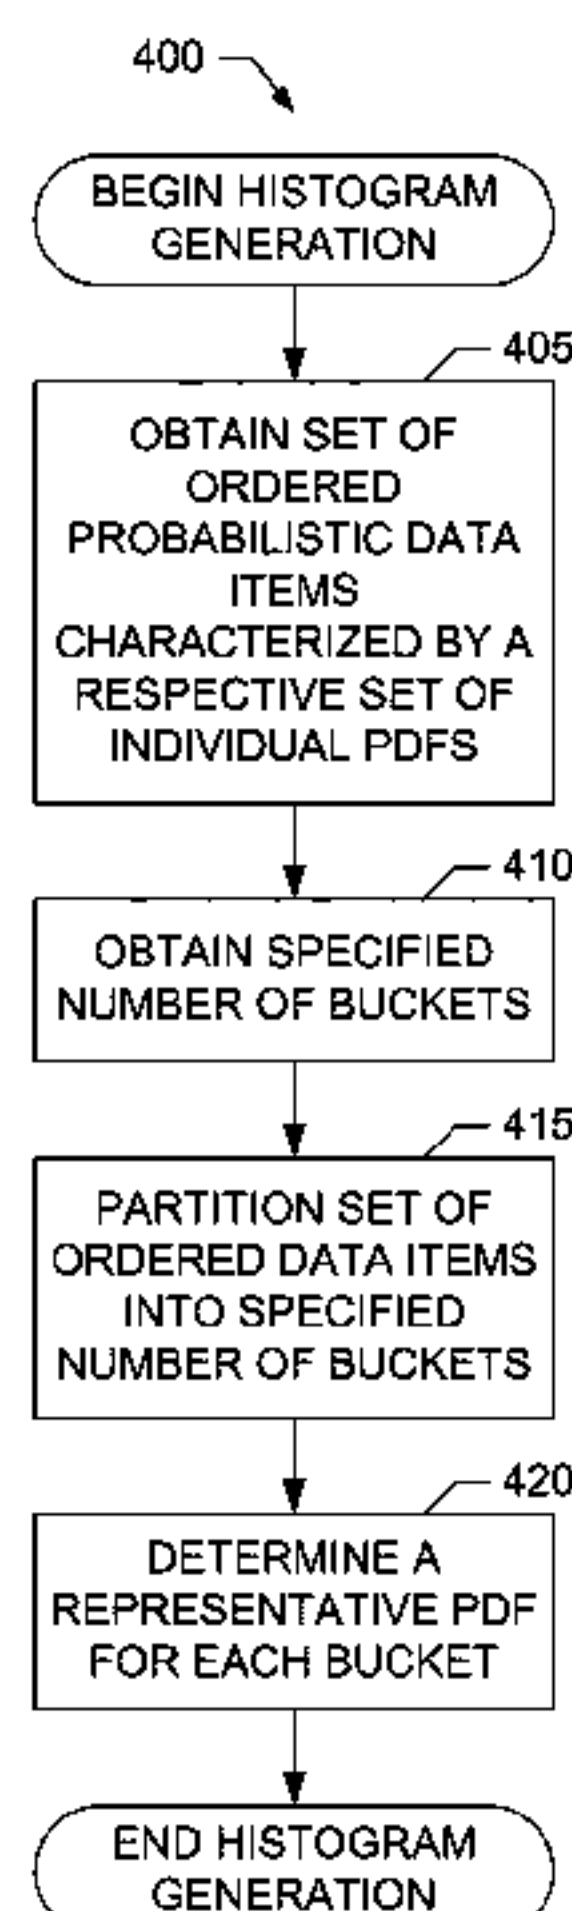 400
BEGIN HISTOGRAM
GENERATION
405
OBTAIN SET OF
ORDERED
PROBABILISTIC DATA
ITEMS
CHARACTERIZED BY A
RESPECTIVE SET OF
INDIVIDUAL PDFS
410
OBTAIN SPECIFIED
NUMBER OF BUCKETS
415
PARTITION SET OF
ORDERED DATA ITEMS
INTO SPECIFIED
NUMBER OF BUCKETS
420
DETERMINE A
REPRESENTATIVE PDF
FOR EACH BUCKET
END HISTOGRAM
GENERATION